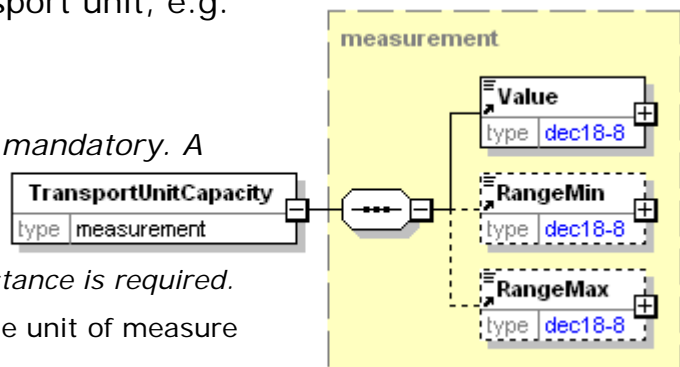 sport unit, e.g.
measurement
Value
type dec18-8
mandatory. A
TransportUnitCapacity
type measurement
RangeMin
type dec18-8
stance is required.
RangeMax
e unit of measure
type dec18-8